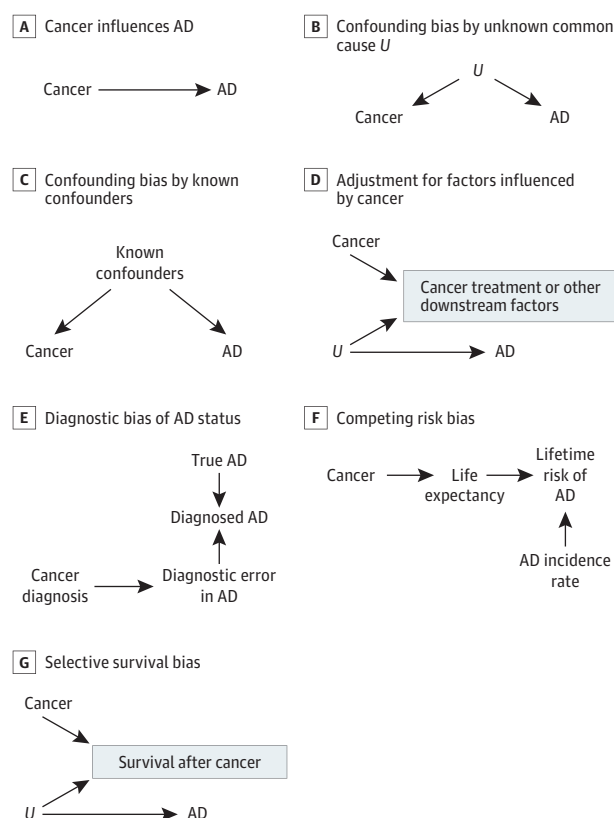 A Cancer influences AD
Cancer
AD
B Confounding bias by unknown common
cause U
U
Cancer
AD
C Confounding bias by known
confounders
Known
confounders
Cancer
AD
D Adjustment for factors influenced
by cancer
Cancer
Cancer treatment or other
downstream factors
U
AD
E Diagnostic bias of AD status
True AD
Diagnosed AD
Cancer
diagnosis
Diagnostic error
in AD
F Competing risk bias
Cancer
Life
expectancy
Lifetime
risk of
AD
AD incidence
rate
G Selective survival bias
Cancer
Survival after cancer
U
AD